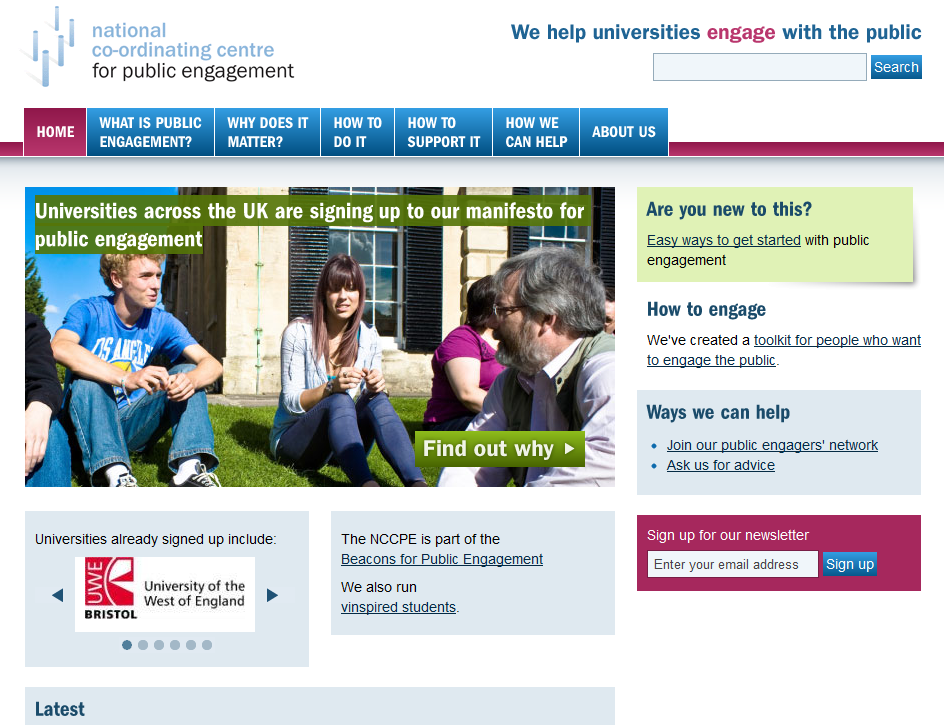 national
co-ordinating centre
for public engagement
We help universities engage with the public
Search
HOME
WHAT IS PUBLIC
ENGAGEMENT?
WHY DOES IT
MATTER?
HOW TO
DO IT
HOW TO
SUPPORT IT
HOW WE
CAN HELP
ABOUT US
Universities across the UK are signing up to our manifesto for
public engagement
LOS ANGELES
Find out why
Are you new to this?
Easy ways to get started with public
engagement
How to engage
We've created a toolkit for people who want
to engage the public.
Ways we can help
Join our public engagers' network
Ask us for advice
Sign up for our newsletter
Enter your email address
Sign up
Universities already signed up include:
UWE
BRISTOL
University of the
West of England
The NCCPE is part of the
Beacons for Public Engagement
We also run
vinspired students.
Latest